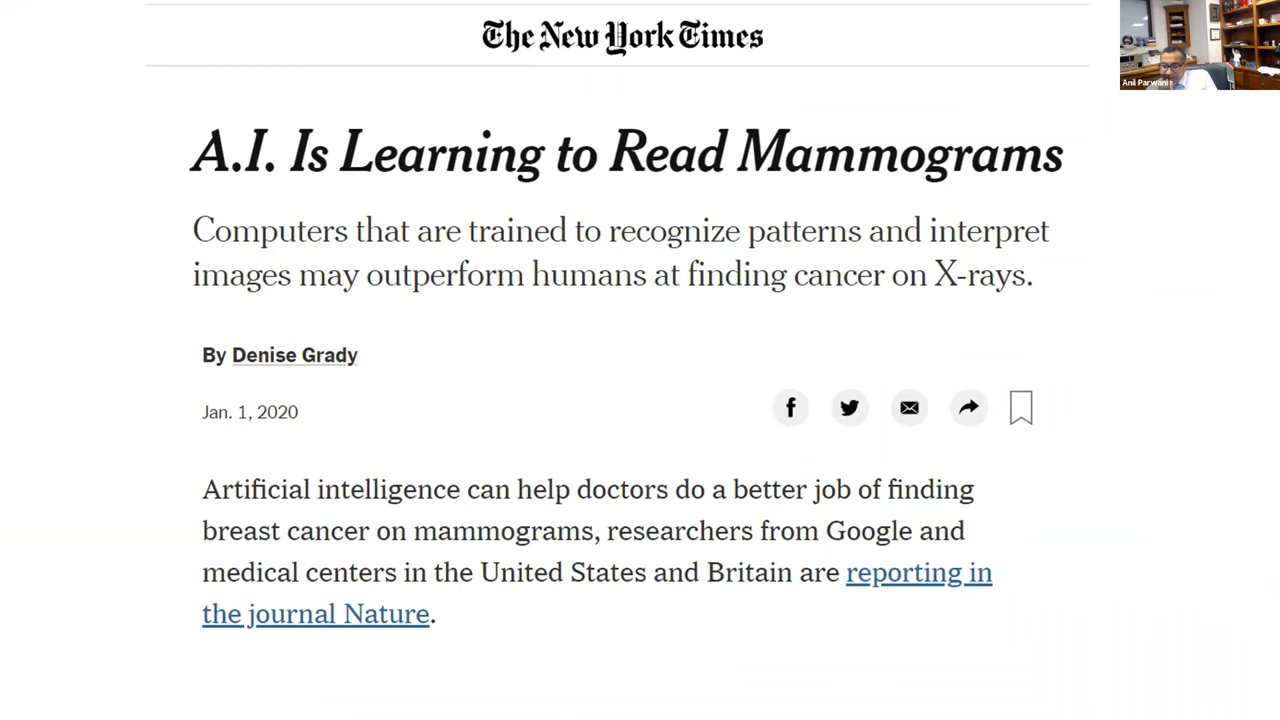 The New York Times
Anil Parwani
A.I. Is Learning to Read Mammograms
Computers that are trained to recognize patterns and interpret
images may outperform humans at finding cancer on X-rays.
By Denise Grady
Jan. 1, 2020
Artificial intelligence can help doctors do a better job of finding
breast cancer on mammograms, researchers from Google and
medical centers in the United States and Britain are reporting in
the journal Nature.